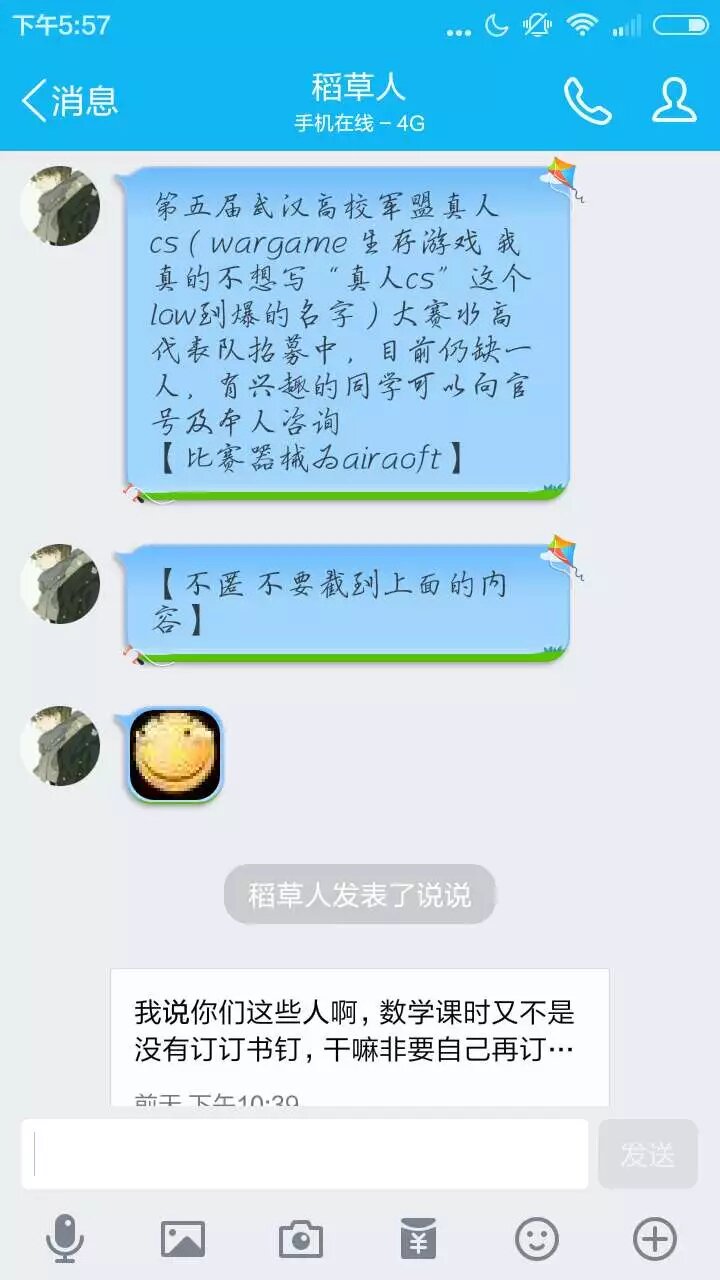 下午5:57
消息
稻草人
手机在线 - 4G
第五届武汉高校军盟真人
cs（wargame 生存游戏 我
真的不想写“真人cs”这个
low到爆的名字）大赛水高
代表队招募中，目前仍缺一
人，有兴趣的同学可以向官
号及本人咨询
【比赛器械为airaoft】
【不匿 不要截到上面的内
容】
稻草人发表了说说
我说你们这些人啊，数学课时又不是
没有订订书钉，干嘛非要自己再订…
前天 下午10:39
发送